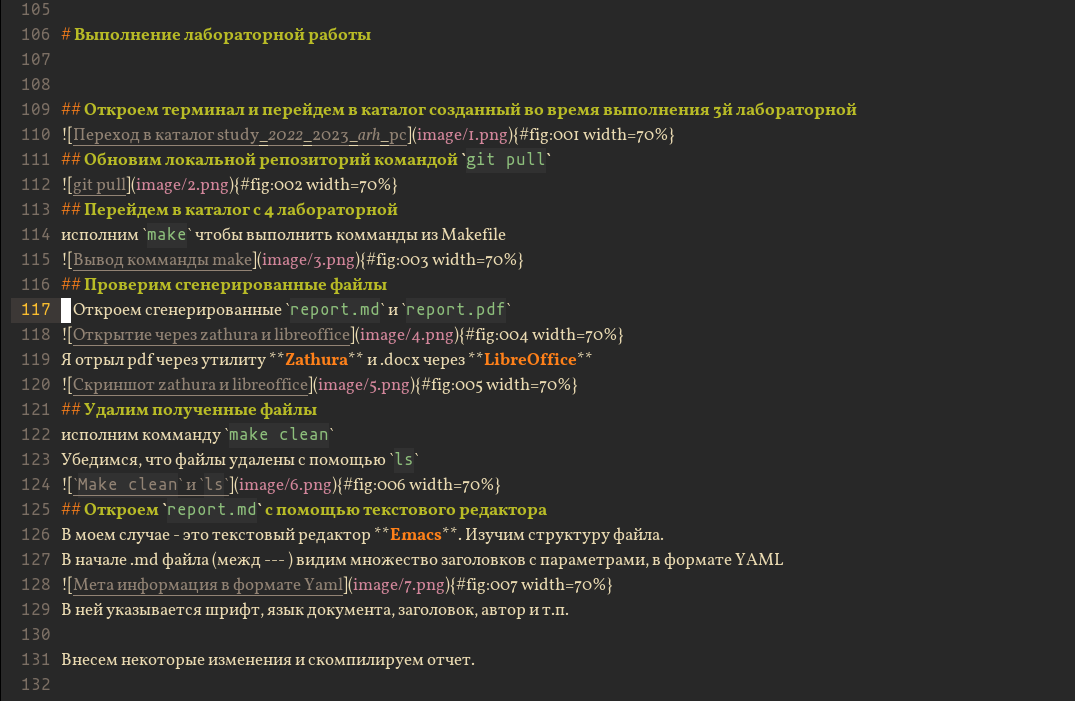 105
106 # Выполнение лабораторной работы
107
108
109 ## Откроем терминал и перейдем в каталог созданный во время выполнения 3й лабораторной
110 ![Переход в каталог study_2022_2023_arh_pc](image/1.png){#fig:001 width=70%}
111 ## Обновим локальной репозиторий командой `git pull`
112 ![git pull](image/2.png){#fig:002 width=70%}
113 ## Перейдем в каталог с 4 лабораторной
114 исполним `make` чтобы выполнить комманды из Makefile
115 ![Вывод комманды make](image/3.png){#fig:003 width=70%}
116 ## Проверим сгенерированные файлы
117 Откроем сгенерированные `report.md` и `report.pdf`
118 ![Открытие через zathura и libreoffice](image/4.png){#fig:004 width=70%}
119 Я отрыл pdf через утилиту **Zathura** и .docx через **LibreOffice**
120 ![Скриншот zathura и libreoffice](image/5.png){#fig:005 width=70%}
121 ## Удалим полученные файлы
122 исполним комманду `make clean`
123 Убедимся, что файлы удалены с помощью `ls`
124 ![`Make clean` и `ls`](image/6.png){#fig:006 width=70%}
125 ## Откроем `report.md` с помощью текстового редактора
126 В моем случае - это текстовый редактор **Emacs**. Изучим структуру файла.
127 В начале .md файла (межд --- ) видим множество заголовков с параметрами, в формате YAML
128 ![Мета информация в формате Yaml](image/7.png){#fig:007 width=70%}
129 В ней указывается шрифт, язык документа, заголовок, автор и т.п.
130
131 Внесем некоторые изменения и скомпилируем отчет.
132